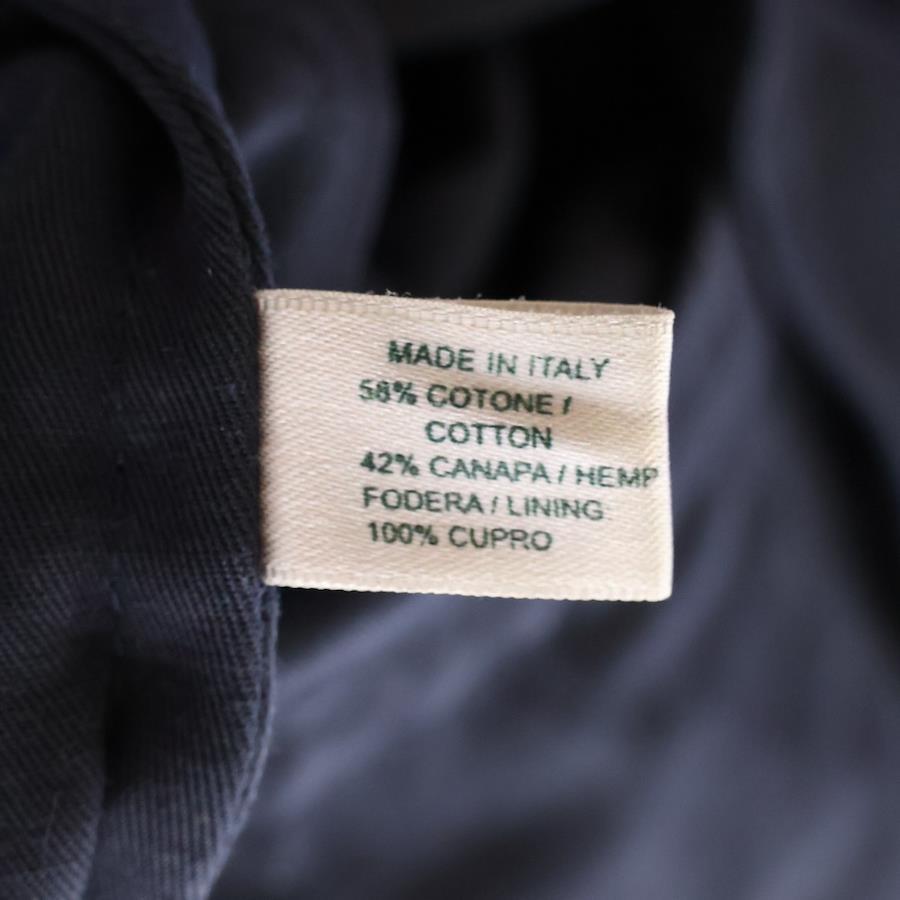 MADE IN ITALY
58% COTONE /
COTTON
42% CANAPA / HEMP
FODERA / LINING
100% CUPRO